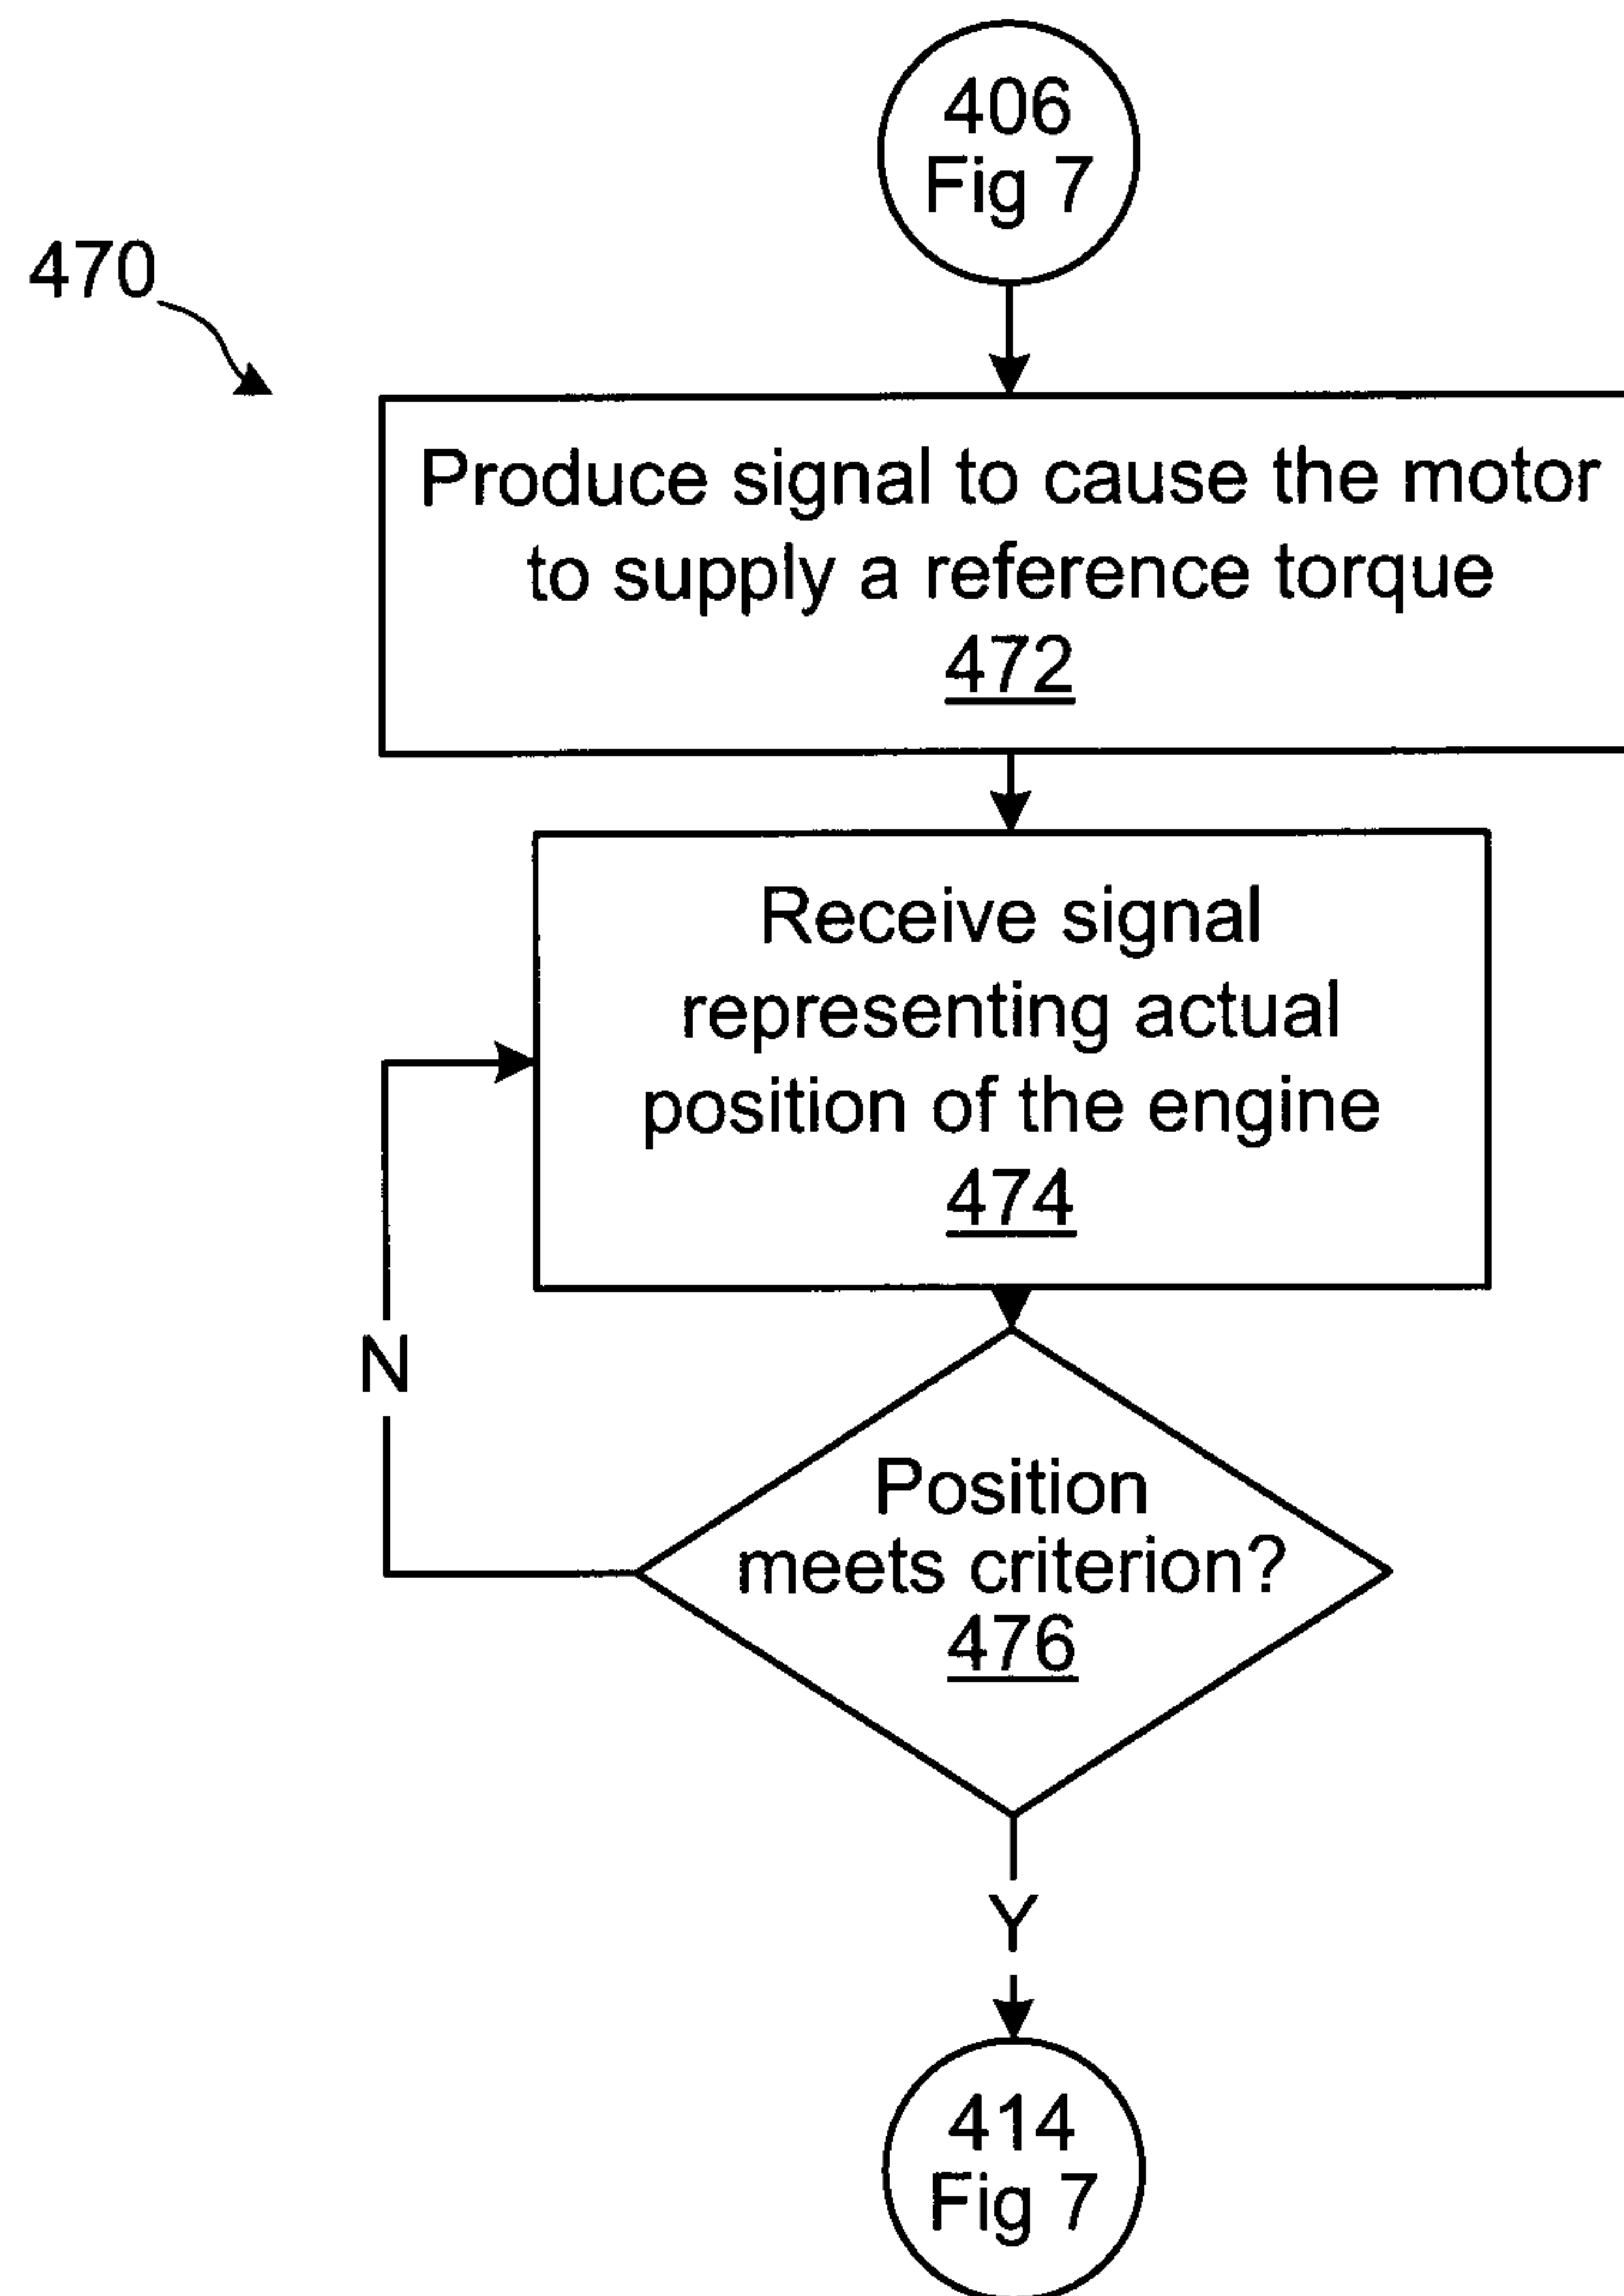 406
Fig 7
470
Produce signal to cause the motor
to supply a reference torque
472
Receive signal
representing actual
position of the engine
474
N
Position
meets criterion?
476
Y
414
Fig 7